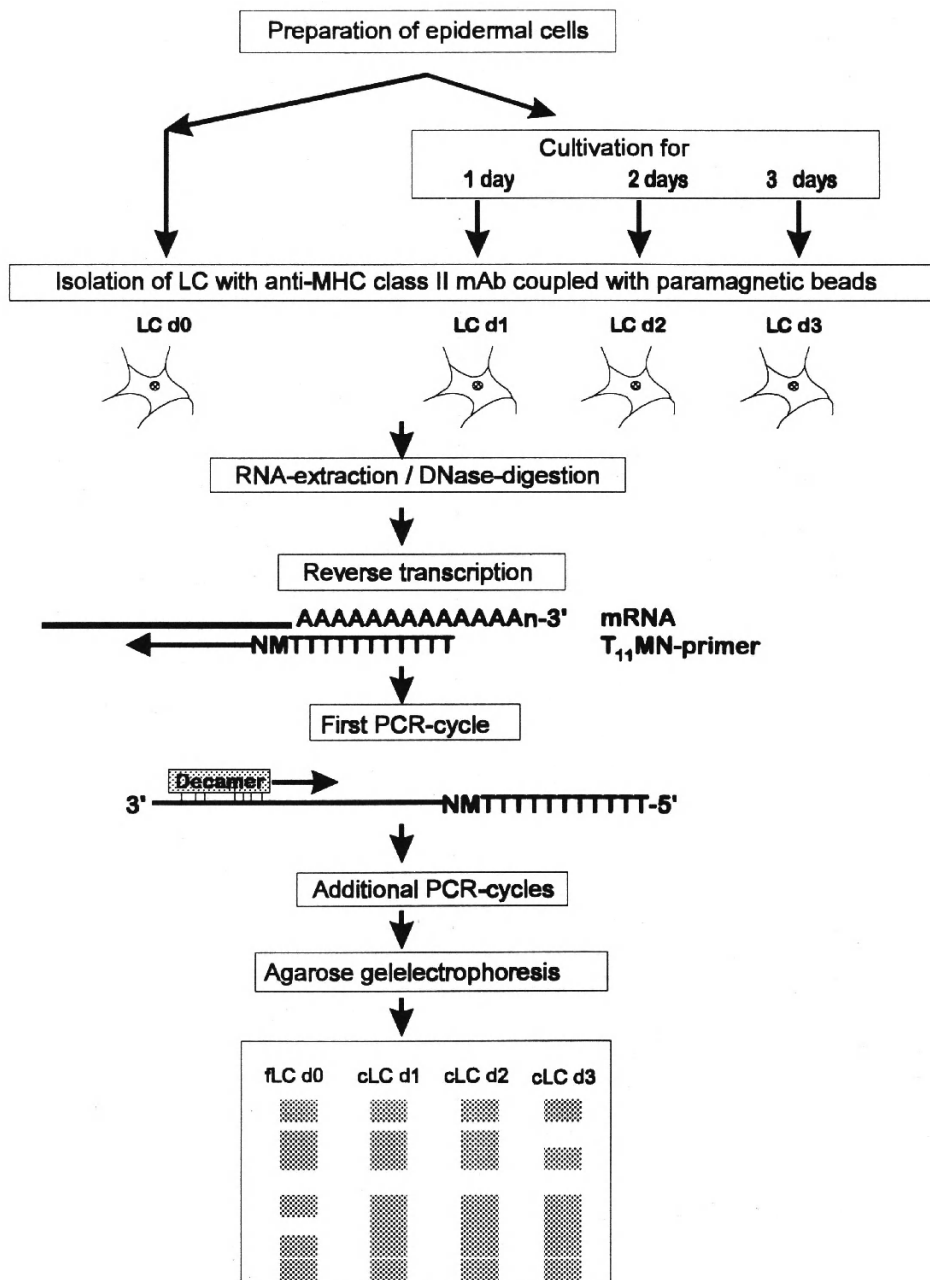 Preparation of epidermal cells
Cultivation for
1 day 2 days 3 days
Isolation of LC with anti-MHC class II mAb coupled with paramagnetic beads
LC d0 LC d1 LC d2 LC d3
RNA-extraction / DNase-digestion
Reverse transcription
AAAAAAAAAAAAAn-3' mRNA
NMTTTTTTTTTTT T₁₁MN-primer
First PCR-cycle
Decamer
3' NMTTTTTTTTTTT-5'
Additional PCR-cycles
Agarose gelelectrophoresis
fLC d0 cLC d1 cLC d2 cLC d3